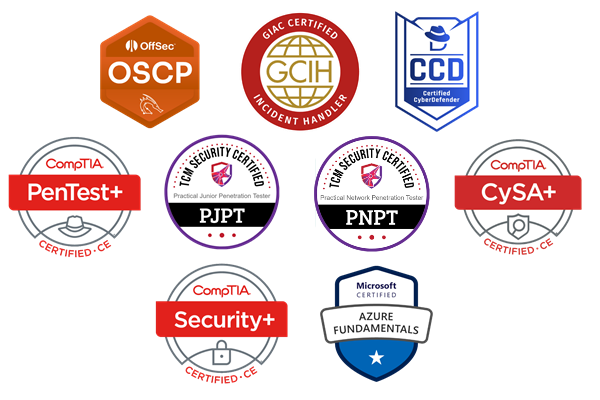 OffSec
OSCP
GIAC CERTIFIED
GCIH
INCIDENT HANDLER
CCD
Certified
CyberDefender
CompTIA.
PenTest+
CERTIFIED·CE
TCM SECURITY CERTIFIED
Practical Junior Penetration Tester
PJPT
TCM SECURITY CERTIFIED
Practical Network Penetration Tester
PNPT
CompTIA.
CySA+
CERTIFIED·CE
CompTIA.
Security+
CERTIFIED·CE
Microsoft
CERTIFIED
AZURE
FUNDAMENTALS